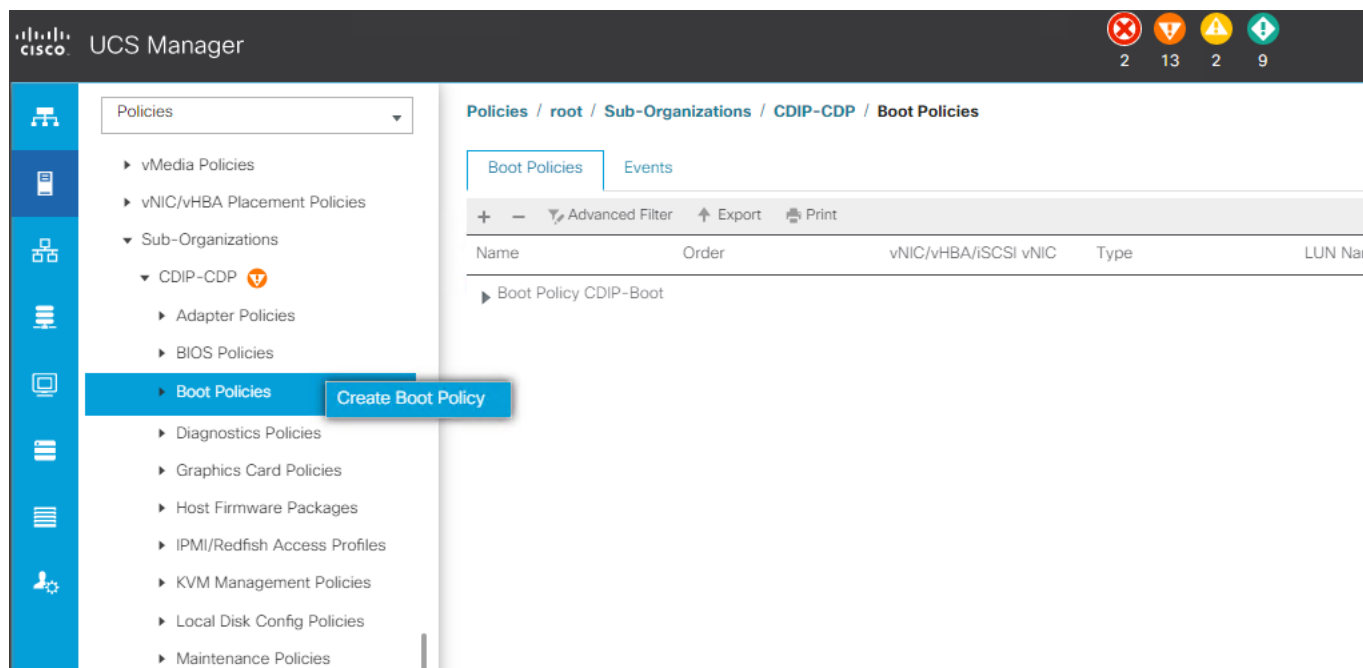 cisco. UCS Manager
2 13 2 9
Policies
Policies / root / Sub-Organizations / CDIP-CDP / Boot Policies
vMedia Policies
vNIC/vHBA Placement Policies
Sub-Organizations
CDIP-CDP
Adapter Policies
BIOS Policies
Boot Policies
Create Boot Policy
Diagnostics Policies
Graphics Card Policies
Host Firmware Packages
IPMI/Redfish Access Profiles
KVM Management Policies
Local Disk Config Policies
Maintenance Policies
Boot Policies Events
+ − Advanced Filter Export Print
Name Order vNIC/vHBA/iSCSI vNIC Type LUN Nar
Boot Policy CDIP-Boot